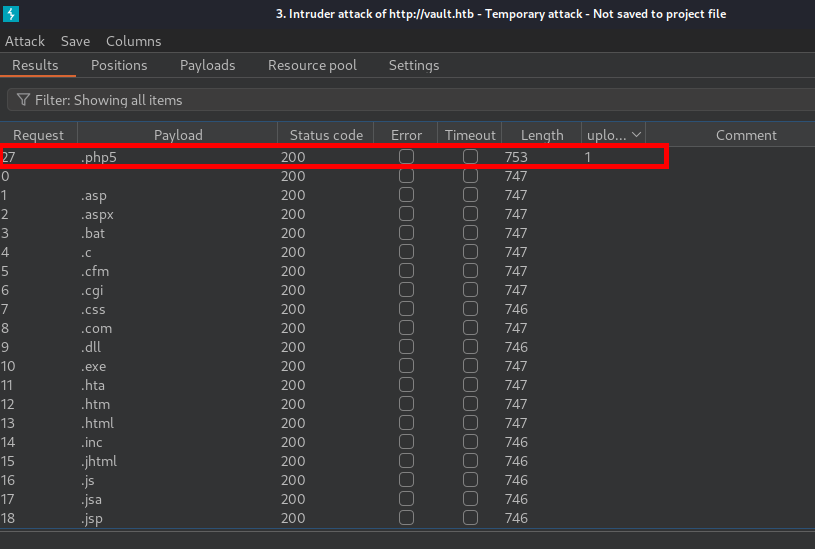 3. Intruder attack of http://vault.htb - Temporary attack - Not saved to project file
Attack Save Columns
Results Positions Payloads Resource pool Settings
Filter: Showing all items
Request Payload Status code Error Timeout Length uplo... Comment
27 .php5 200 753 1
0 200 747
1 .asp 200 747
2 .aspx 200 747
3 .bat 200 747
4 .c 200 747
5 .cfm 200 747
6 .cgi 200 747
7 .css 200 746
8 .com 200 747
9 .dll 200 746
10 .exe 200 747
11 .hta 200 747
12 .htm 200 747
13 .html 200 747
14 .inc 200 746
15 .jhtml 200 746
16 .js 200 746
17 .jsa 200 746
18 .jsp 200 746